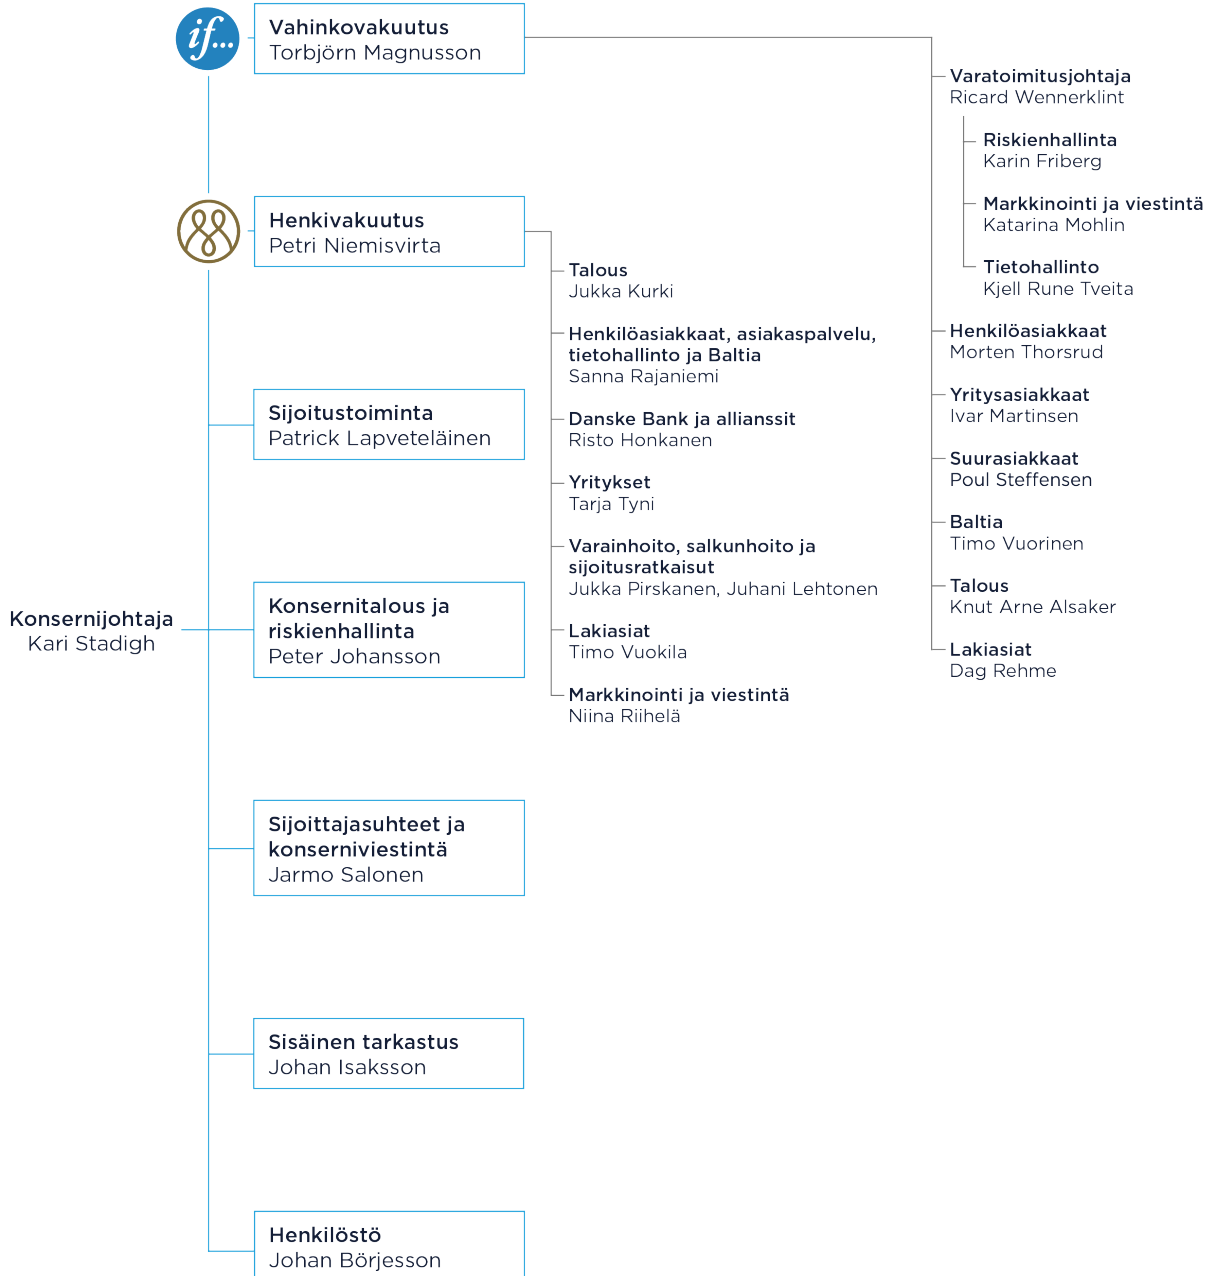 if...
Vahinkovakuutus
Torbjörn Magnusson
Henkivakuutus
Petri Niemisvirta
Sijoitustoiminta
Patrick Lapveteläinen
Konsernijohtaja
Kari Stadigh
Konsernitalous ja
riskienhallinta
Peter Johansson
Sijoittajasuhteet ja
konserniviestintä
Jarmo Salonen
Sisäinen tarkastus
Johan Isaksson
Henkilöstö
Johan Börjesson
Talous
Jukka Kurki
Henkilöasiakkaat, asiakaspalvelu,
tietohallinto ja Baltia
Sanna Rajaniemi
Danske Bank ja allianssit
Risto Honkanen
Yritykset
Tarja Tyni
Varainhoito, salkunhoito ja
sijoitusratkaisut
Jukka Pirskanen, Juhani Lehtonen
Lakiasiat
Timo Vuokila
Markkinointi ja viestintä
Niina Riihelä
Varatoimitusjohtaja
Ricard Wennerklint
Riskienhallinta
Karin Friberg
Markkinointi ja viestintä
Katarina Mohlin
Tietohallinto
Kjell Rune Tveita
Henkilöasiakkaat
Morten Thorsrud
Yritysasiakkaat
Ivar Martinsen
Suurasiakkaat
Poul Steffensen
Baltia
Timo Vuorinen
Talous
Knut Arne Alsaker
Lakiasiat
Dag Rehme